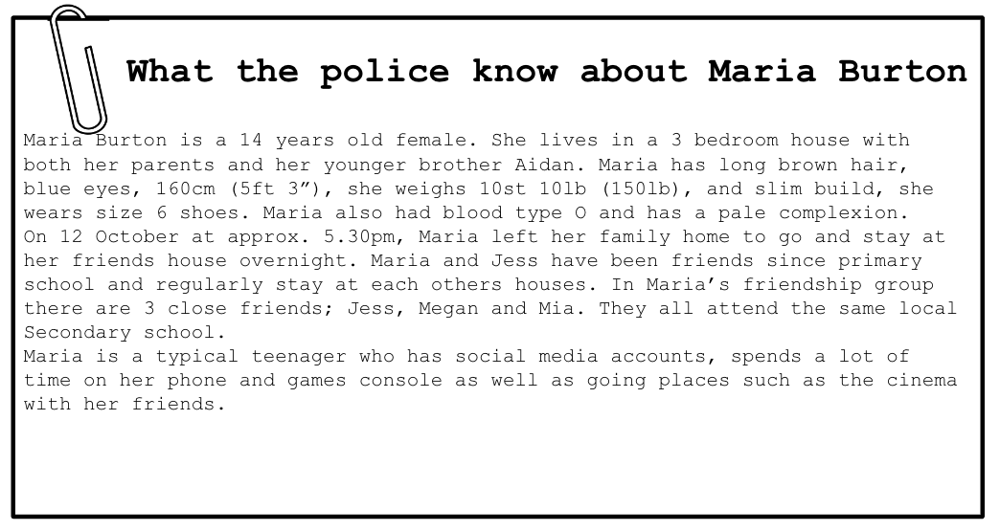 What the police know about Maria Burton
Maria Burton is a 14 years old female. She lives in a 3 bedroom house with
both her parents and her younger brother Aidan. Maria has long brown hair,
blue eyes, 160cm (5ft 3”), she weighs 10st 10lb (150lb), and slim build, she
wears size 6 shoes. Maria also had blood type O and has a pale complexion.
On 12 October at approx. 5.30pm, Maria left her family home to go and stay at
her friends house overnight. Maria and Jess have been friends since primary
school and regularly stay at each others houses. In Maria’s friendship group
there are 3 close friends; Jess, Megan and Mia. They all attend the same local
Secondary school.
Maria is a typical teenager who has social media accounts, spends a lot of
time on her phone and games console as well as going places such as the cinema
with her friends.